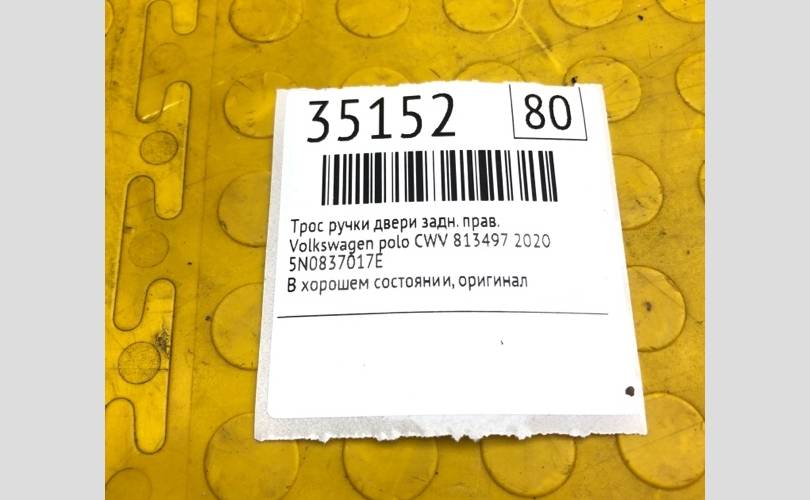 35152 80
Трос ручки двери задн. прав.
Volkswagen polo CWV 813497 2020
5N0837017E
В хорошем состоянии, оригинал